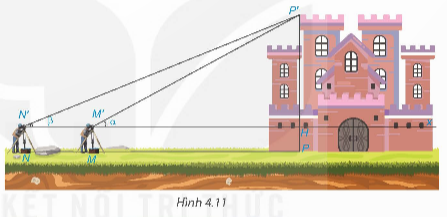 P'
N'
β
M'
α
H
x
N
M
P
Hình 4.11
KẾT NỐI TRI THỨC